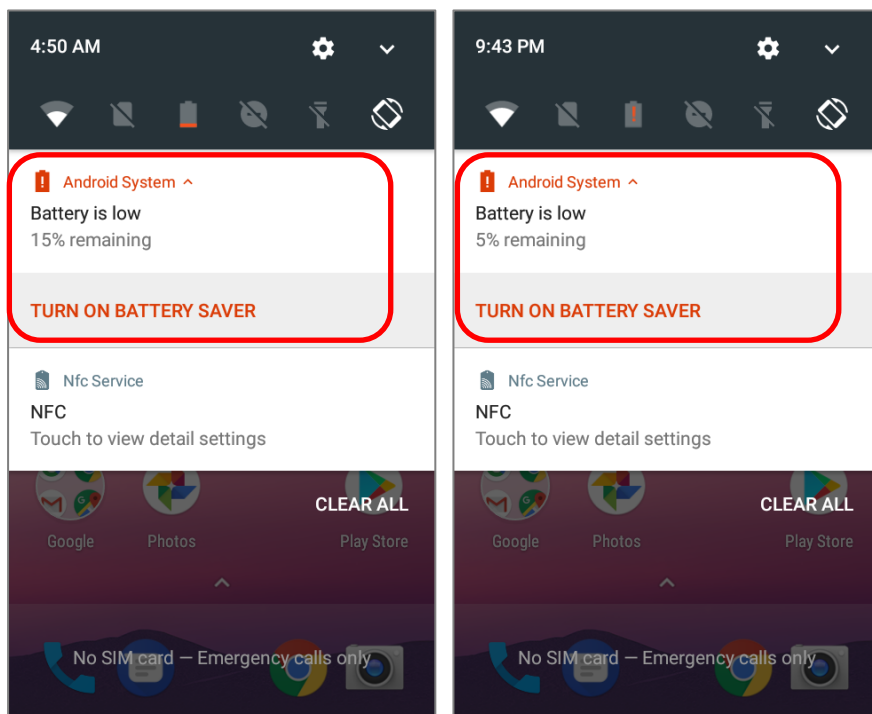 4:50 AM
Android System
Battery is low
15% remaining
TURN ON BATTERY SAVER
Nfc Service
NFC
Touch to view detail settings
CLEAR ALL
Google Photos Play Store
No SIM card — Emergency calls only
9:43 PM
Android System
Battery is low
5% remaining
TURN ON BATTERY SAVER
Nfc Service
NFC
Touch to view detail settings
CLEAR ALL
Google Photos Play Store
No SIM card — Emergency calls only